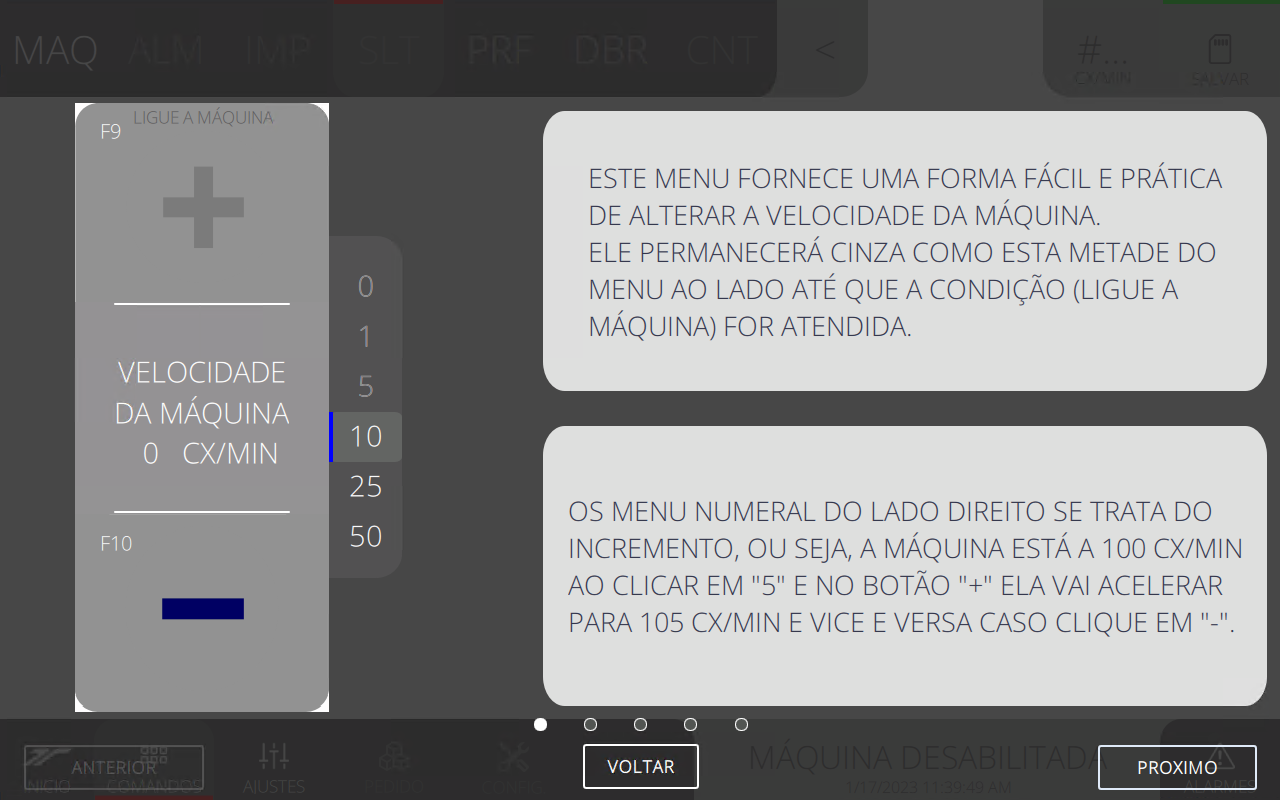 MAQ ALM IMP SLT PRF DBR CNT < #...
CX/MIN SALVAR
LIGUE A MÁQUINA
F9
VELOCIDADE
DA MÁQUINA
0 CX/MIN
F10
0
1
5
10
25
50
ESTE MENU FORNECE UMA FORMA FÁCIL E PRÁTICA
DE ALTERAR A VELOCIDADE DA MÁQUINA.
ELE PERMANECERÁ CINZA COMO ESTA METADE DO
MENU AO LADO ATÉ QUE A CONDIÇÃO (LIGUE A
MÁQUINA) FOR ATENDIDA.
OS MENU NUMERAL DO LADO DIREITO SE TRATA DO
INCREMENTO, OU SEJA, A MÁQUINA ESTÁ A 100 CX/MIN
AO CLICAR EM "5" E NO BOTÃO "+" ELA VAI ACELERAR
PARA 105 CX/MIN E VICE E VERSA CASO CLIQUE EM "-".
ANTERIOR
VOLTAR
PROXIMO
MÁQUINA DESABILITADA
INÍCIO COMANDOS AJUSTES PEDIDO CONFIG 1/17/2023 11:39:49 AM ALARMES